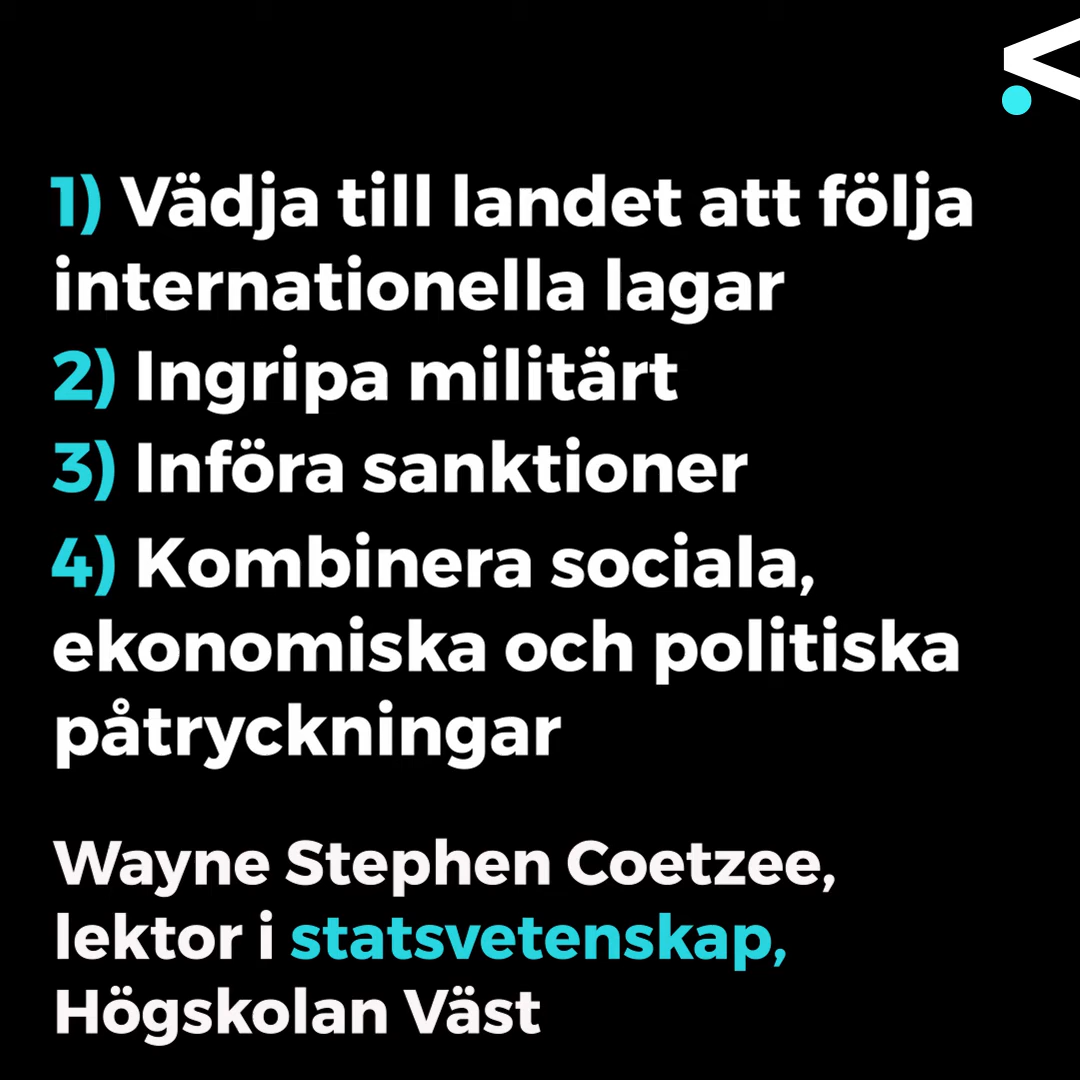 1) Vädja till landet att följa
internationella lagar
2) Ingripa militärt
3) Införa sanktioner
4) Kombinera sociala,
ekonomiska och politiska
påtryckningar
Wayne Stephen Coetzee,
lektor i statsvetenskap,
Högskolan Väst